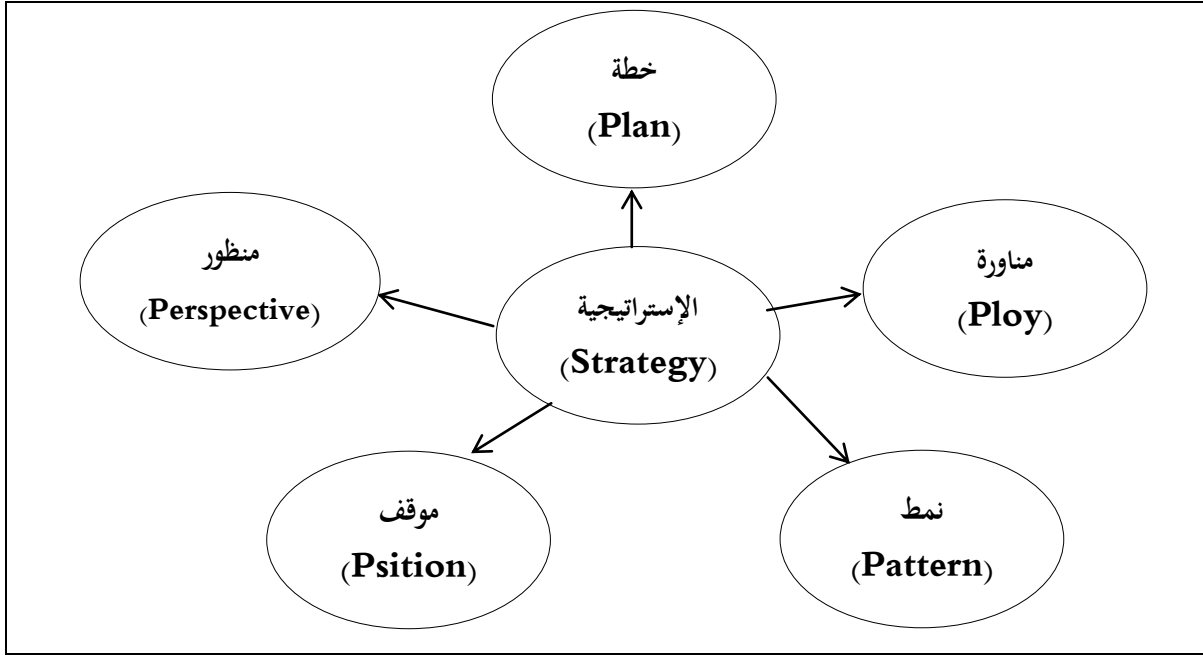 خطة
(Plan)
منظور
(Perspective)
مناورة
(Ploy)
الإستراتيجية
(Strategy)
موقف
(Psition)
نمط
(Pattern)